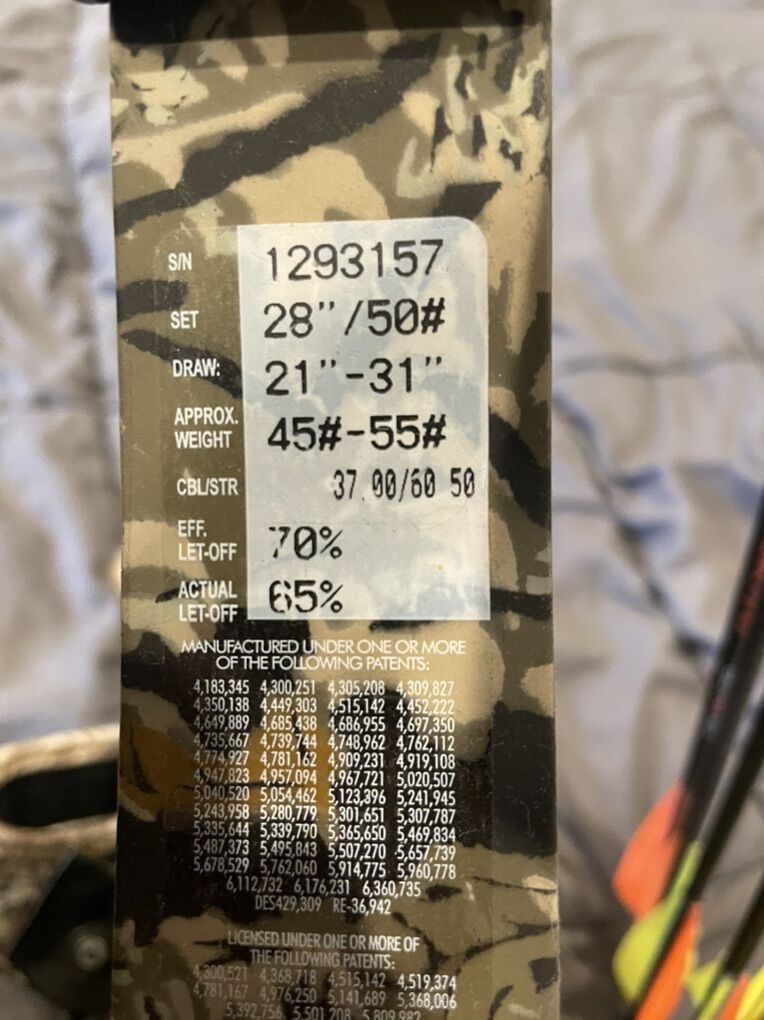 S/N 1293157
SET 28"/50#
DRAW: 21"-31"
APPROX.
WEIGHT 45#-55#
CBL/STR 37.00/60 50
EFF.
LET-OFF 70%
ACTUAL
LET-OFF 65%
MANUFACTURED UNDER ONE OR MORE
OF THE FOLLOWING PATENTS:
4,183,345 4,300,251 4,305,208 4,309,827
4,350,138 4,449,303 4,515,142 4,452,222
4,649,889 4,685,438 4,686,955 4,697,350
4,735,667 4,739,744 4,748,962 4,762,112
4,774,927 4,781,162 4,909,231 4,919,108
4,947,823 4,957,094 4,967,721 5,020,507
5,040,520 5,054,462 5,123,396 5,241,945
5,243,958 5,280,779 5,301,651 5,307,787
5,335,644 5,339,790 5,365,650 5,469,834
5,487,373 5,495,843 5,507,270 5,657,739
5,678,529 5,762,060 5,914,775 5,960,778
6,112,732 6,176,231 6,360,735
DES429,309 RE-36,942
LICENSED UNDER ONE OR MORE OF
THE FOLLOWING PATENTS:
4,300,521 4,368,718 4,515,142 4,519,374
4,781,167 4,976,250 5,141,689 5,368,006
5,392,756 5,501,208 5,809,982